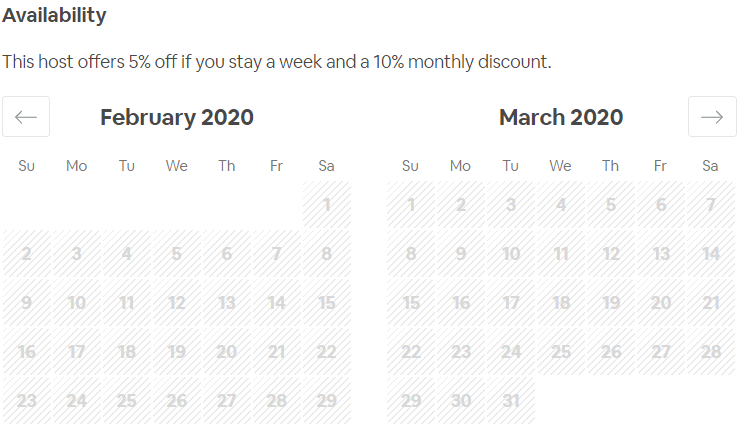 Availability
This host offers 5% off if you stay a week and a 10% monthly discount.
February 2020
Su Mo Tu We Th Fr Sa
1
2 3 4 5 6 7 8
9 10 11 12 13 14 15
16 17 18 19 20 21 22
23 24 25 26 27 28 29
March 2020
Su Mo Tu We Th Fr Sa
1 2 3 4 5 6 7
8 9 10 11 12 13 14
15 16 17 18 19 20 21
22 23 24 25 26 27 28
29 30 31